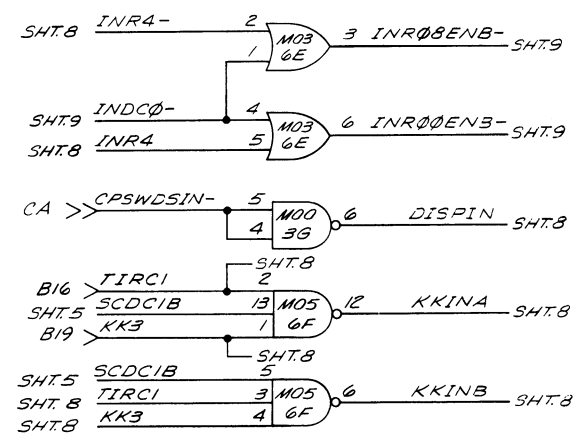 SHT.8 INR4- 2 M03 6E 3 INRØ8ENB- SHT.9
1
SHT.9 INDCØ- 4 M03 6E 6 INRØØENB- SHT.9
SHT.8 INR4 5
CA CPSWDSIN- 5 M00 3G 6 DISPIN SHT.8
4
SHT.8
B16 TIRC1 2 M05 6F 12 KKINA SHT.8
SHT.5 SCDC1B 13
B19 KK3 1
SHT.8
SHT.5 SCDC1B 5 M05 6F 6 KKINB SHT.8
SHT.8 TIRC1 3
SHT.8 KK3 4